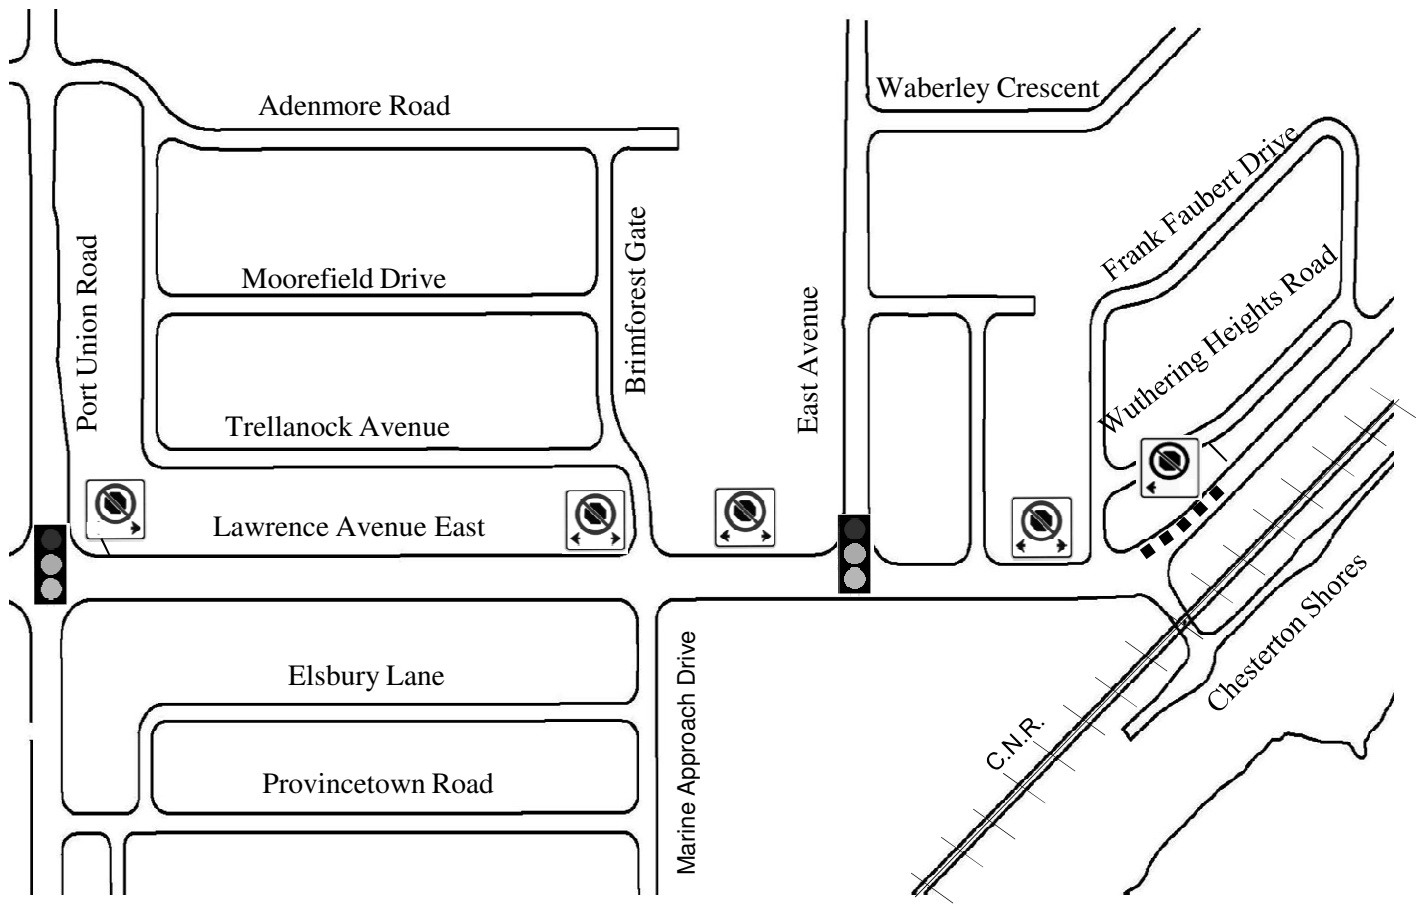 Waberley Crescent
Adenmore Road
Frank Faubert Drive
Moorefield Drive
Port Union Road
Brimforest Gate
East Avenue
Wuthering Heights Road
Trellanock Avenue
Lawrence Avenue East
Chesterton Shores
Elsbury Lane
Marine Approach Drive
C.N.R.
Provincetown Road